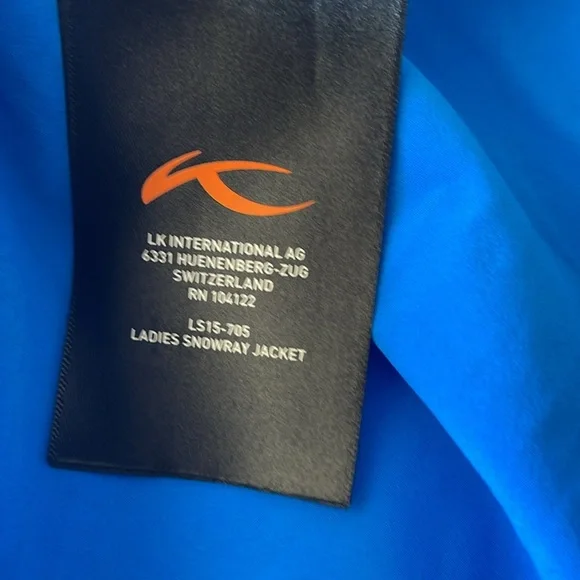 LK INTERNATIONAL AG
6331 HUENENBERG-ZUG
SWITZERLAND
RN 104122
LS15-705
LADIES SNOWRAY JACKET